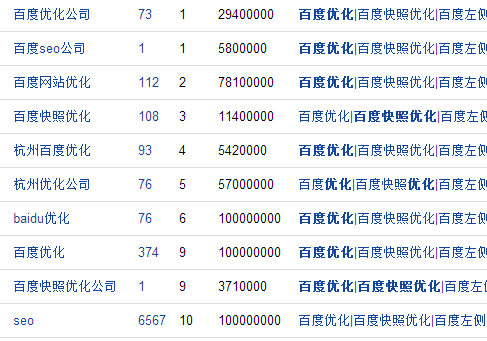 百度优化公司 73 1 29400000 百度优化|百度快照优化|百度左侧
百度seo公司 1 1 5800000 百度优化|百度快照优化|百度左侧
百度网站优化 112 2 78100000 百度优化|百度快照优化|百度左侧
百度快照优化 108 3 11400000 百度优化|百度快照优化|百度左侧
杭州百度优化 93 4 5420000 百度优化|百度快照优化|百度左侧
杭州优化公司 76 5 57000000 百度优化|百度快照优化|百度左侧
baidu优化 76 6 100000000 百度优化|百度快照优化|百度左侧
百度优化 374 9 100000000 百度优化|百度快照优化|百度左侧
百度快照优化公司 1 9 3710000 百度优化|百度快照优化|百度左侧
seo 6567 10 100000000 百度优化|百度快照优化|百度左侧